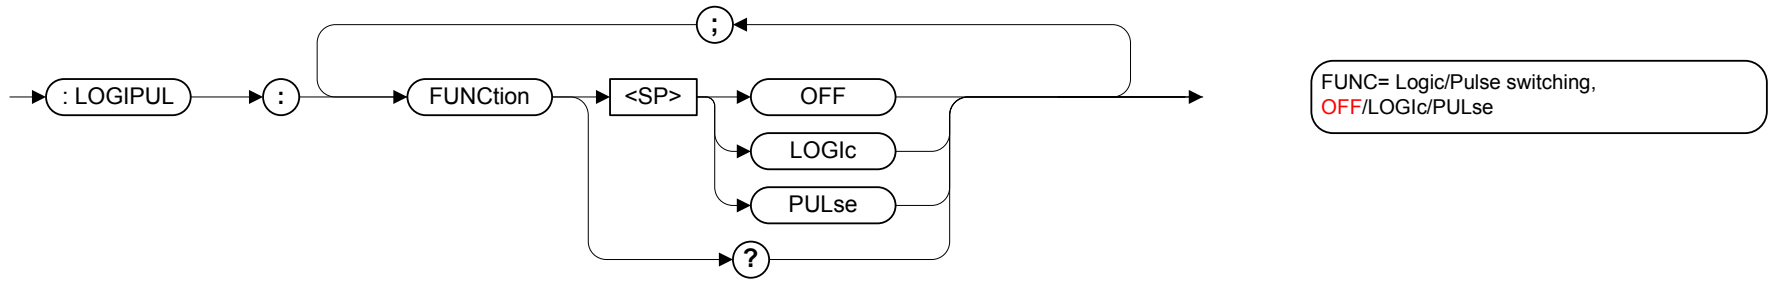 ;
: LOGIPUL
:
FUNCtion
<SP>
OFF
LOGIc
PULse
?
FUNC= Logic/Pulse switching,
OFF/LOGIc/PULse